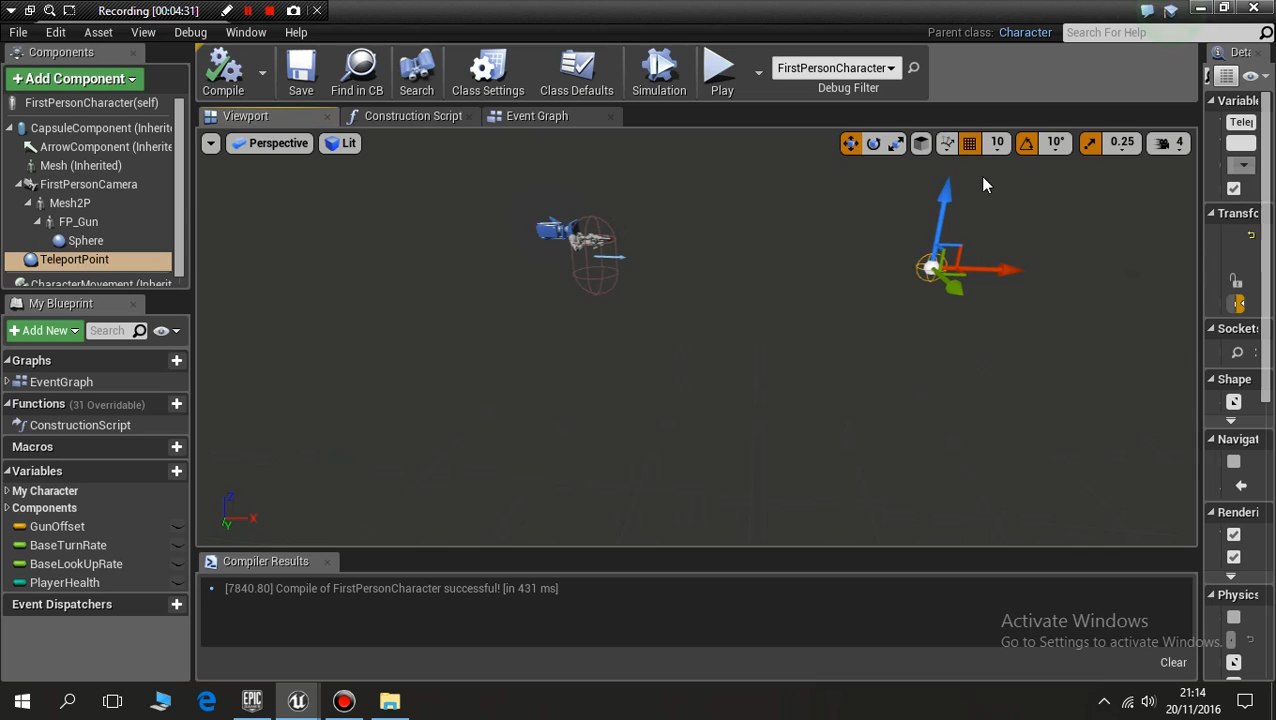 Recording [00:04:31]
File Edit Asset View Debug Window Help
Parent class: Character Search For Help
Components
+ Add Component
FirstPersonCharacter(self)
CapsuleComponent (Inherit
ArrowComponent (Inherite
Mesh (Inherited)
FirstPersonCamera
Mesh2P
FP_Gun
Sphere
TeleportPoint
CharacterMovement (Inherit
Compile Save Find in CB Search Class Settings Class Defaults Simulation Play
FirstPersonCharacter
Debug Filter
Viewport Construction Script Event Graph
Perspective Lit 10 10° 0.25 4
Z
X
Y
My Blueprint
+ Add New Search
Graphs
EventGraph
Functions (31 Overridable)
ConstructionScript
Macros
Variables
My Character
Components
GunOffset
BaseTurnRate
BaseLookUpRate
PlayerHealth
Event Dispatchers
Compiler Results
[7840.80] Compile of FirstPersonCharacter successful! [in 431 ms]
Clear
Deta
Variable
Telep
Transfo
Sockets
Shape
Navigat
Renderi
Physics
Activate Windows
Go to Settings to activate Windows.
EPIC
21:14
20/11/2016